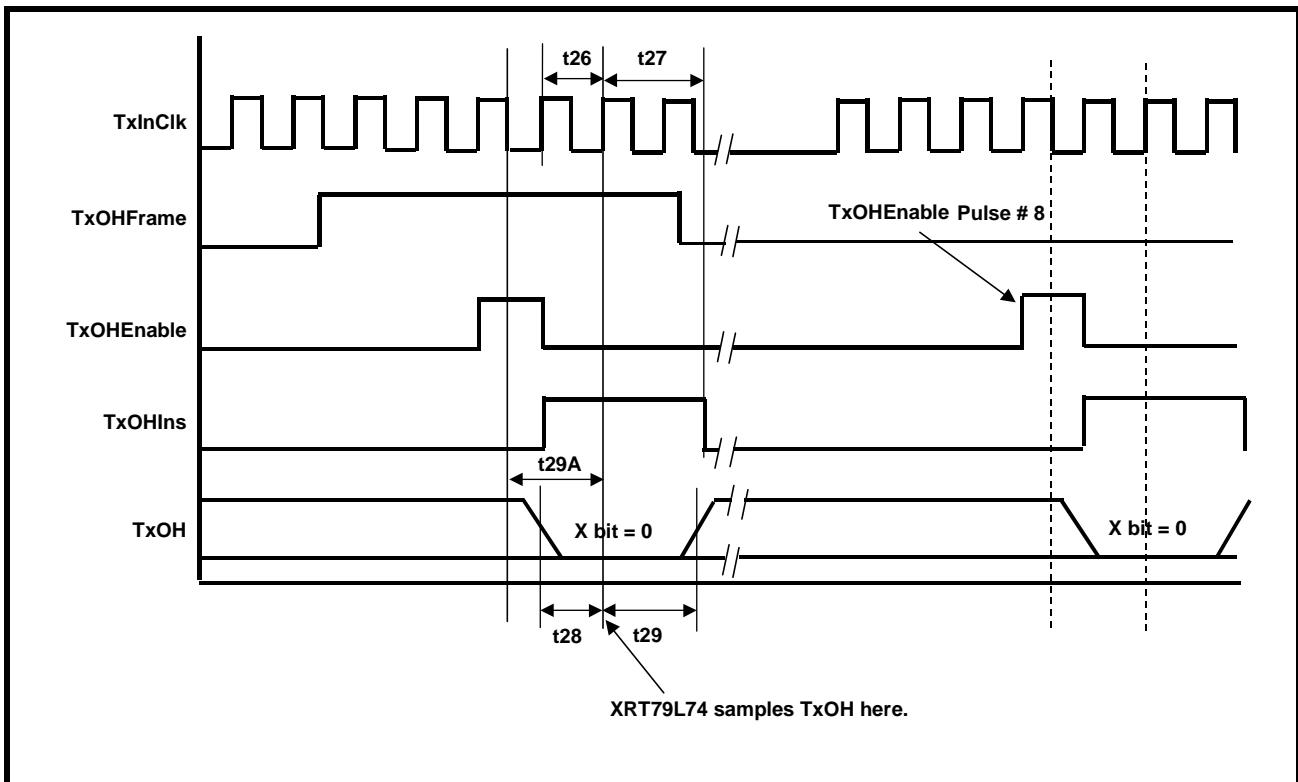 t26
t27
TxInClk
TxOHFrame
TxOHEnable Pulse # 8
TxOHEnable
TxOHIns
t29A
TxOH
X bit = 0
X bit = 0
t28
t29
XRT79L74 samples TxOH here.